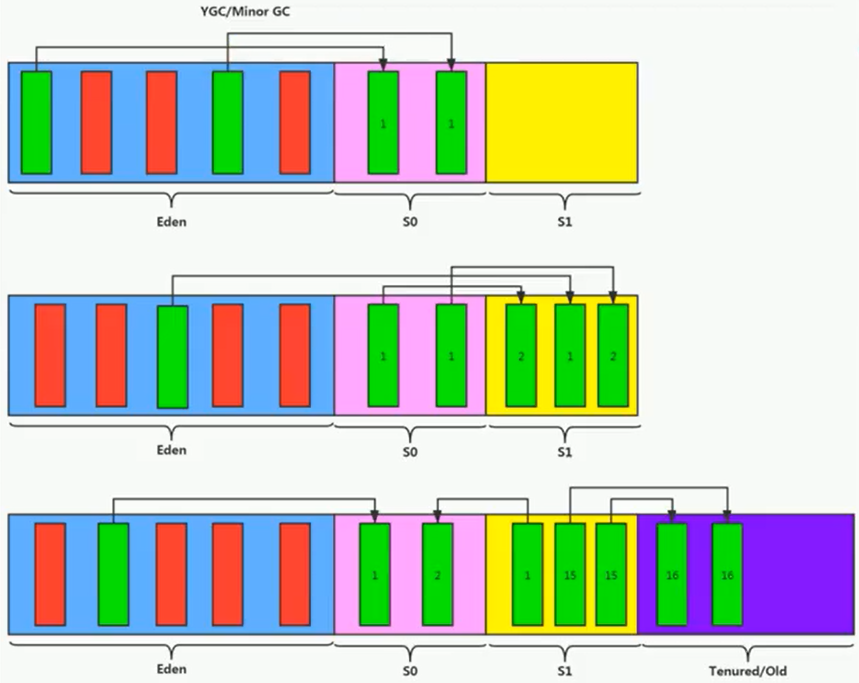 YGC/Minor GC
1 1
Eden S0 S1
1 1 2 1 2
Eden S0 S1
1 2 1 15 15 16 16
Eden S0 S1 Tenured/Old